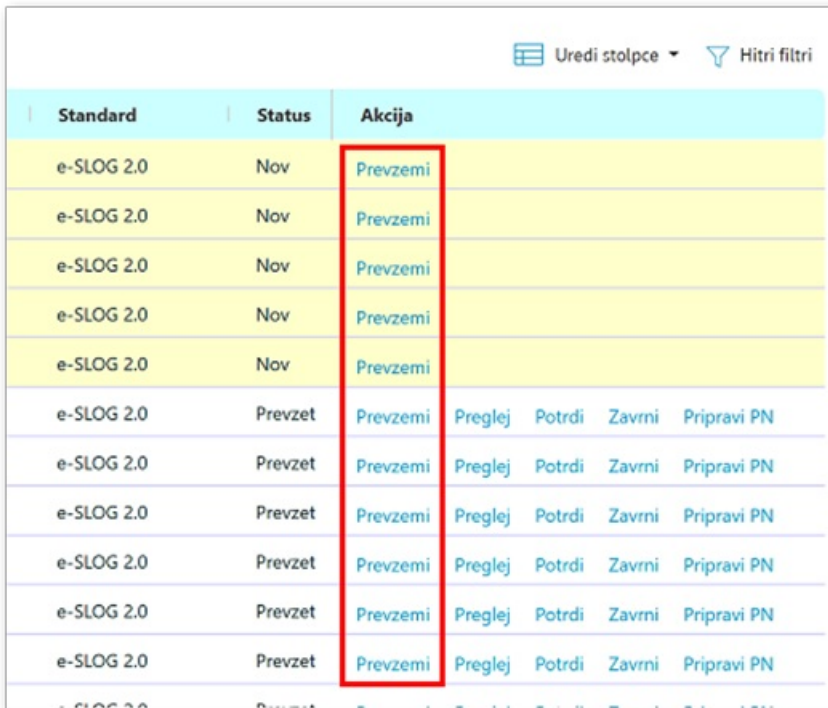 Uredi stolpce Hitri filtri
Standard Status Akcija
e-SLOG 2.0 Nov Prevzemi
e-SLOG 2.0 Nov Prevzemi
e-SLOG 2.0 Nov Prevzemi
e-SLOG 2.0 Nov Prevzemi
e-SLOG 2.0 Nov Prevzemi
e-SLOG 2.0 Prevzet Prevzemi Preglej Potrdi Zavrni Pripravi PN
e-SLOG 2.0 Prevzet Prevzemi Preglej Potrdi Zavrni Pripravi PN
e-SLOG 2.0 Prevzet Prevzemi Preglej Potrdi Zavrni Pripravi PN
e-SLOG 2.0 Prevzet Prevzemi Preglej Potrdi Zavrni Pripravi PN
e-SLOG 2.0 Prevzet Prevzemi Preglej Potrdi Zavrni Pripravi PN
e-SLOG 2.0 Prevzet Prevzemi Preglej Potrdi Zavrni Pripravi PN